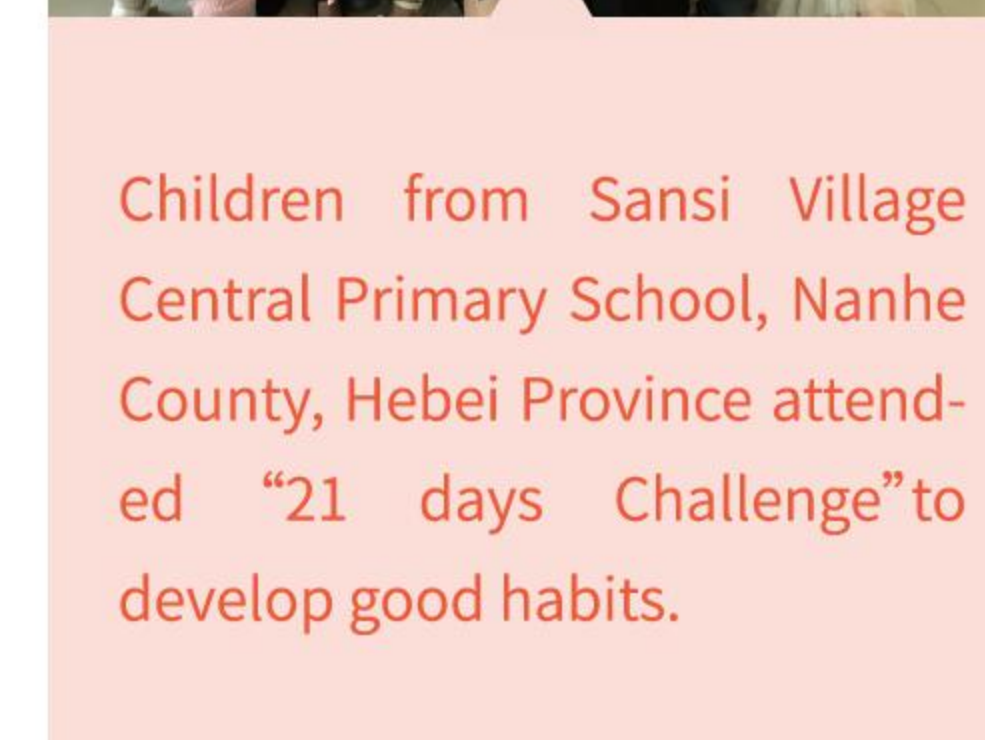 Children from Sansi Village
Central Primary School, Nanhe
County, Hebei Province attend-
ed “21 days Challenge”to
develop good habits.